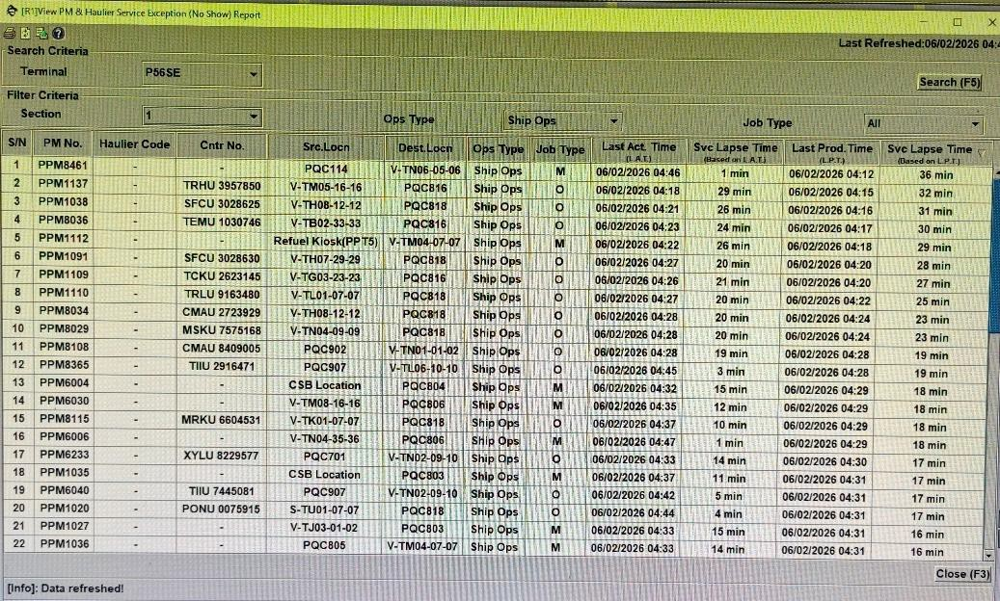 [R1]View PM & Haulier Service Exception (No Show) Report
Last Refreshed:06/02/2026 04:4
Search Criteria
Terminal P56SE
Search (F5)
Filter Criteria
Section 1 Ops Type Ship Ops Job Type All
S/N PM No. Haulier Code Cntr No. Src.Locn Dest.Locn Ops Type Job Type Last Act. Time (L.A.T.) Svc Lapse Time (Based on L.A.T.) Last Prod. Time (L.P.T.) Svc Lapse Time (Based on L.P.T.)
1 PPM8461 - PQC114 V-TN06-05-06 Ship Ops M 06/02/2026 04:46 1 min 06/02/2026 04:12 36 min
2 PPM1137 - TRHU 3957850 V-TM05-16-16 PQC816 Ship Ops O 06/02/2026 04:18 29 min 06/02/2026 04:15 32 min
3 PPM1038 - SFCU 3028625 V-TH08-12-12 PQC818 Ship Ops O 06/02/2026 04:21 26 min 06/02/2026 04:16 31 min
4 PPM8036 - TEMU 1030746 V-TB02-33-33 PQC816 Ship Ops O 06/02/2026 04:23 24 min 06/02/2026 04:17 30 min
5 PPM1112 - - Refuel Kiosk(PPT5) V-TM04-07-07 Ship Ops M 06/02/2026 04:22 26 min 06/02/2026 04:18 29 min
6 PPM1091 - SFCU 3028630 V-TH07-29-29 PQC818 Ship Ops O 06/02/2026 04:27 20 min 06/02/2026 04:20 28 min
7 PPM1109 - TCKU 2623145 V-TG03-23-23 PQC816 Ship Ops O 06/02/2026 04:26 21 min 06/02/2026 04:20 27 min
8 PPM1110 - TRLU 9163480 V-TL01-07-07 PQC818 Ship Ops O 06/02/2026 04:27 20 min 06/02/2026 04:22 25 min
9 PPM8034 - CMAU 2723929 V-TH08-12-12 PQC818 Ship Ops O 06/02/2026 04:28 20 min 06/02/2026 04:24 23 min
10 PPM8029 - MSKU 7575168 V-TN04-09-09 PQC818 Ship Ops O 06/02/2026 04:28 20 min 06/02/2026 04:24 23 min
11 PPM8108 - CMAU 8409005 PQC902 V-TN01-01-02 Ship Ops O 06/02/2026 04:28 19 min 06/02/2026 04:28 19 min
12 PPM8365 - TIIU 2916471 PQC907 V-TL06-10-10 Ship Ops O 06/02/2026 04:45 3 min 06/02/2026 04:28 19 min
13 PPM6004 - - CSB Location PQC804 Ship Ops M 06/02/2026 04:32 15 min 06/02/2026 04:29 18 min
14 PPM6030 - - V-TM08-16-16 PQC806 Ship Ops M 06/02/2026 04:35 12 min 06/02/2026 04:29 18 min
15 PPM8115 - MRKU 6604531 V-TK01-07-07 PQC818 Ship Ops O 06/02/2026 04:37 10 min 06/02/2026 04:29 18 min
16 PPM6006 - - V-TN04-35-36 PQC806 Ship Ops M 06/02/2026 04:47 1 min 06/02/2026 04:29 18 min
17 PPM6233 - XYLU 8229577 PQC701 V-TN02-09-10 Ship Ops O 06/02/2026 04:33 14 min 06/02/2026 04:30 17 min
18 PPM1035 - - CSB Location PQC803 Ship Ops M 06/02/2026 04:37 11 min 06/02/2026 04:31 17 min
19 PPM6040 - TIIU 7445081 PQC907 V-TN02-09-10 Ship Ops O 06/02/2026 04:42 5 min 06/02/2026 04:31 17 min
20 PPM1020 - PONU 0075915 S-TU01-07-07 PQC818 Ship Ops O 06/02/2026 04:44 4 min 06/02/2026 04:31 17 min
21 PPM1027 - - V-TJ03-01-02 PQC803 Ship Ops M 06/02/2026 04:33 15 min 06/02/2026 04:31 16 min
22 PPM1036 - - PQC805 V-TM04-07-07 Ship Ops M 06/02/2026 04:33 14 min 06/02/2026 04:31 16 min
Close (F3)
[Info]: Data refreshed!